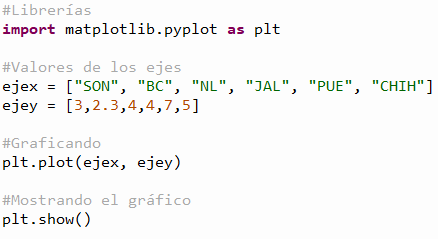 #Librerías
import matplotlib.pyplot as plt
#Valores de los ejes
ejex = ["SON", "BC", "NL", "JAL", "PUE", "CHIH"]
ejey = [3,2.3,4,4,7,5]
#Graficando
plt.plot(ejex, ejey)
#Mostrando el gráfico
plt.show()